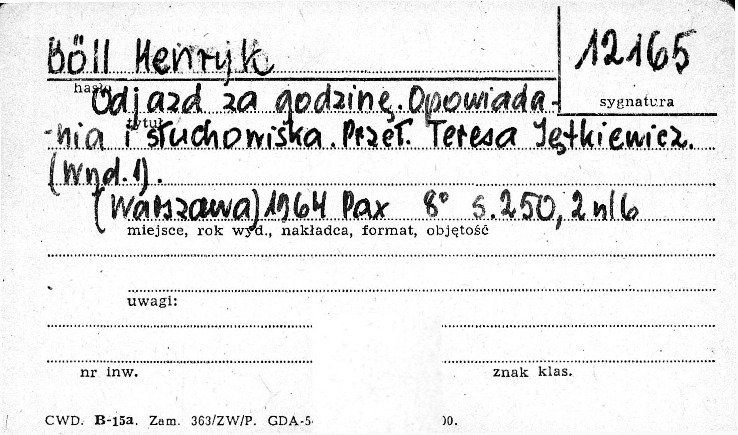 Böll Henryk
12165
hasło
sygnatura
Odjazd za godzinę. Opowiada-
tytuł
-nia i słuchowiska. Przeł. Teresa Jętkiewicz.
(Wyd. 1).
(Warszawa) 1964 Pax 8° s. 250, 2 nlb
miejsce, rok wyd., nakładca, format, objętość
uwagi:
nr inw.
znak klas.
CWD. B-15a. Zam. 363/ZW/P. GDA-5 00.